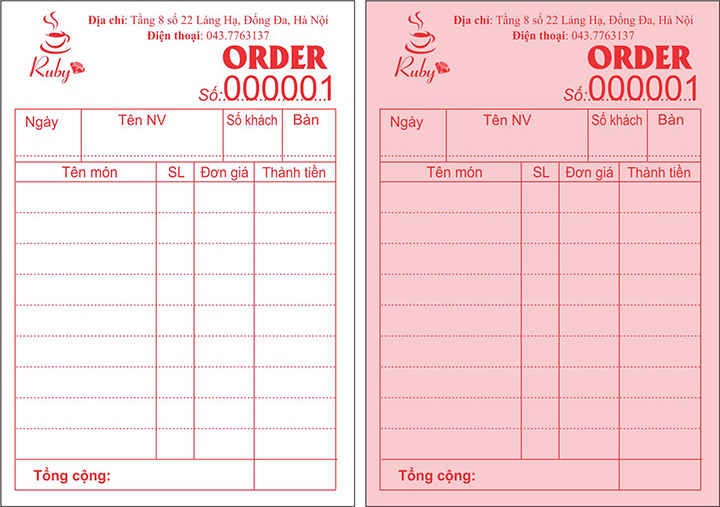 Địa chỉ: Tầng 8 số 22 Láng Hạ, Đống Đa, Hà Nội
Điện thoại: 043.7763137
Ruby
ORDER
Số:000001
Ngày Tên NV Số khách Bàn
Tên món SL Đơn giá Thành tiền
Tổng cộng:
Địa chỉ: Tầng 8 số 22 Láng Hạ, Đống Đa, Hà Nội
Điện thoại: 043.7763137
Ruby
ORDER
Số:000001
Ngày Tên NV Số khách Bàn
Tên món SL Đơn giá Thành tiền
Tổng cộng: